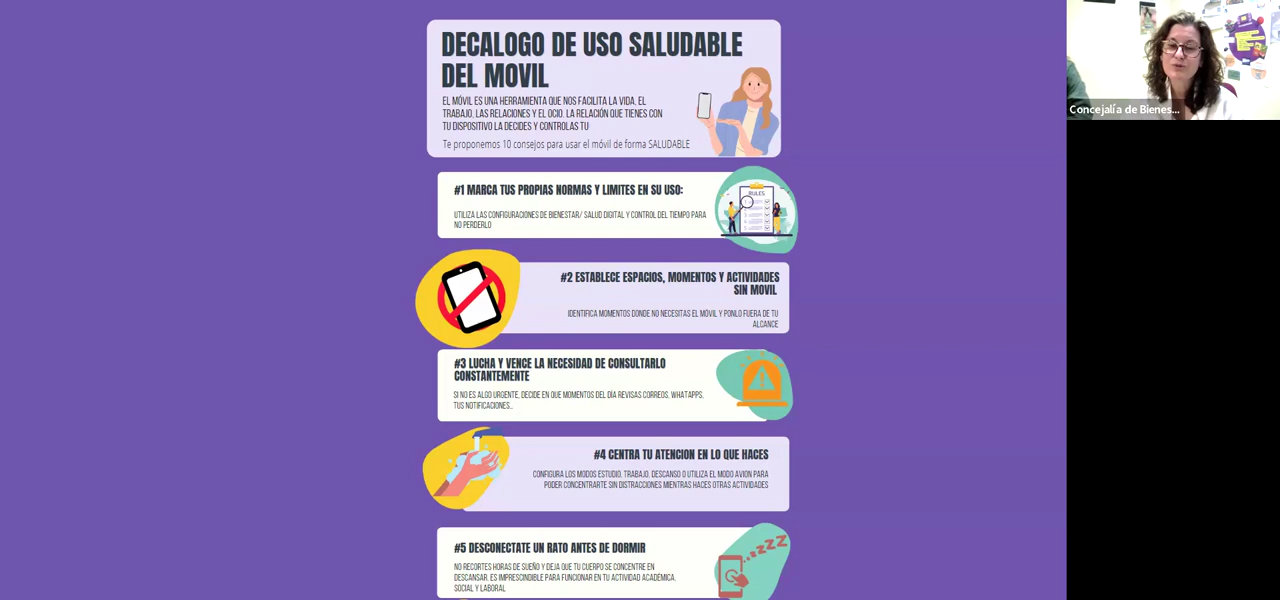 DECALOGO DE USO SALUDABLE
DEL MOVIL
EL MÓVIL ES UNA HERRAMIENTA QUE NOS FACILITA LA VIDA, EL
TRABAJO, LAS RELACIONES Y EL OCIO. LA RELACIÓN QUE TIENES CON
TU DISPOSITIVO LA DECIDES Y CONTROLAS TU
Te proponemos 10 consejos para usar el móvil de forma SALUDABLE
#1 MARCA TUS PROPIAS NORMAS Y LIMITES EN SU USO:
UTILIZA LAS CONFIGURACIONES DE BIENESTAR/ SALUD DIGITAL Y CONTROL DEL TIEMPO PARA
NO PERDERLO
RULES
#2 ESTABLECE ESPACIOS, MOMENTOS Y ACTIVIDADES
SIN MOVIL
IDENTIFICA MOMENTOS DONDE NO NECESITAS EL MÓVIL Y PONLO FUERA DE TU
ALCANCE
#3 LUCHA Y VENCE LA NECESIDAD DE CONSULTARLO
CONSTANTEMENTE
SI NO ES ALGO URGENTE, DECIDE EN QUE MOMENTOS DEL DÍA REVISAS CORREOS, WHATAPPS,
TUS NOTIFICACIONES...
#4 CENTRA TU ATENCION EN LO QUE HACES
CONFIGURA LOS MODOS ESTUDIO, TRABAJO, DESCANSO O UTILIZA EL MODO AVION PARA
PODER CONCENTRARTE SIN DISTRACCIONES MIENTRAS HACES OTRAS ACTIVIDADES
#5 DESCONECTATE UN RATO ANTES DE DORMIR
NO RECORTES HORAS DE SUEÑO Y DEJA QUE TU CUERPO SE CONCENTRE EN
DESCANSAR. ES IMPRESCINDIBLE PARA FUNCIONAR EN TU ACTIVIDAD ACADÉMICA,
SOCIAL Y LABORAL
zzzz
Concejalía de Bienes...